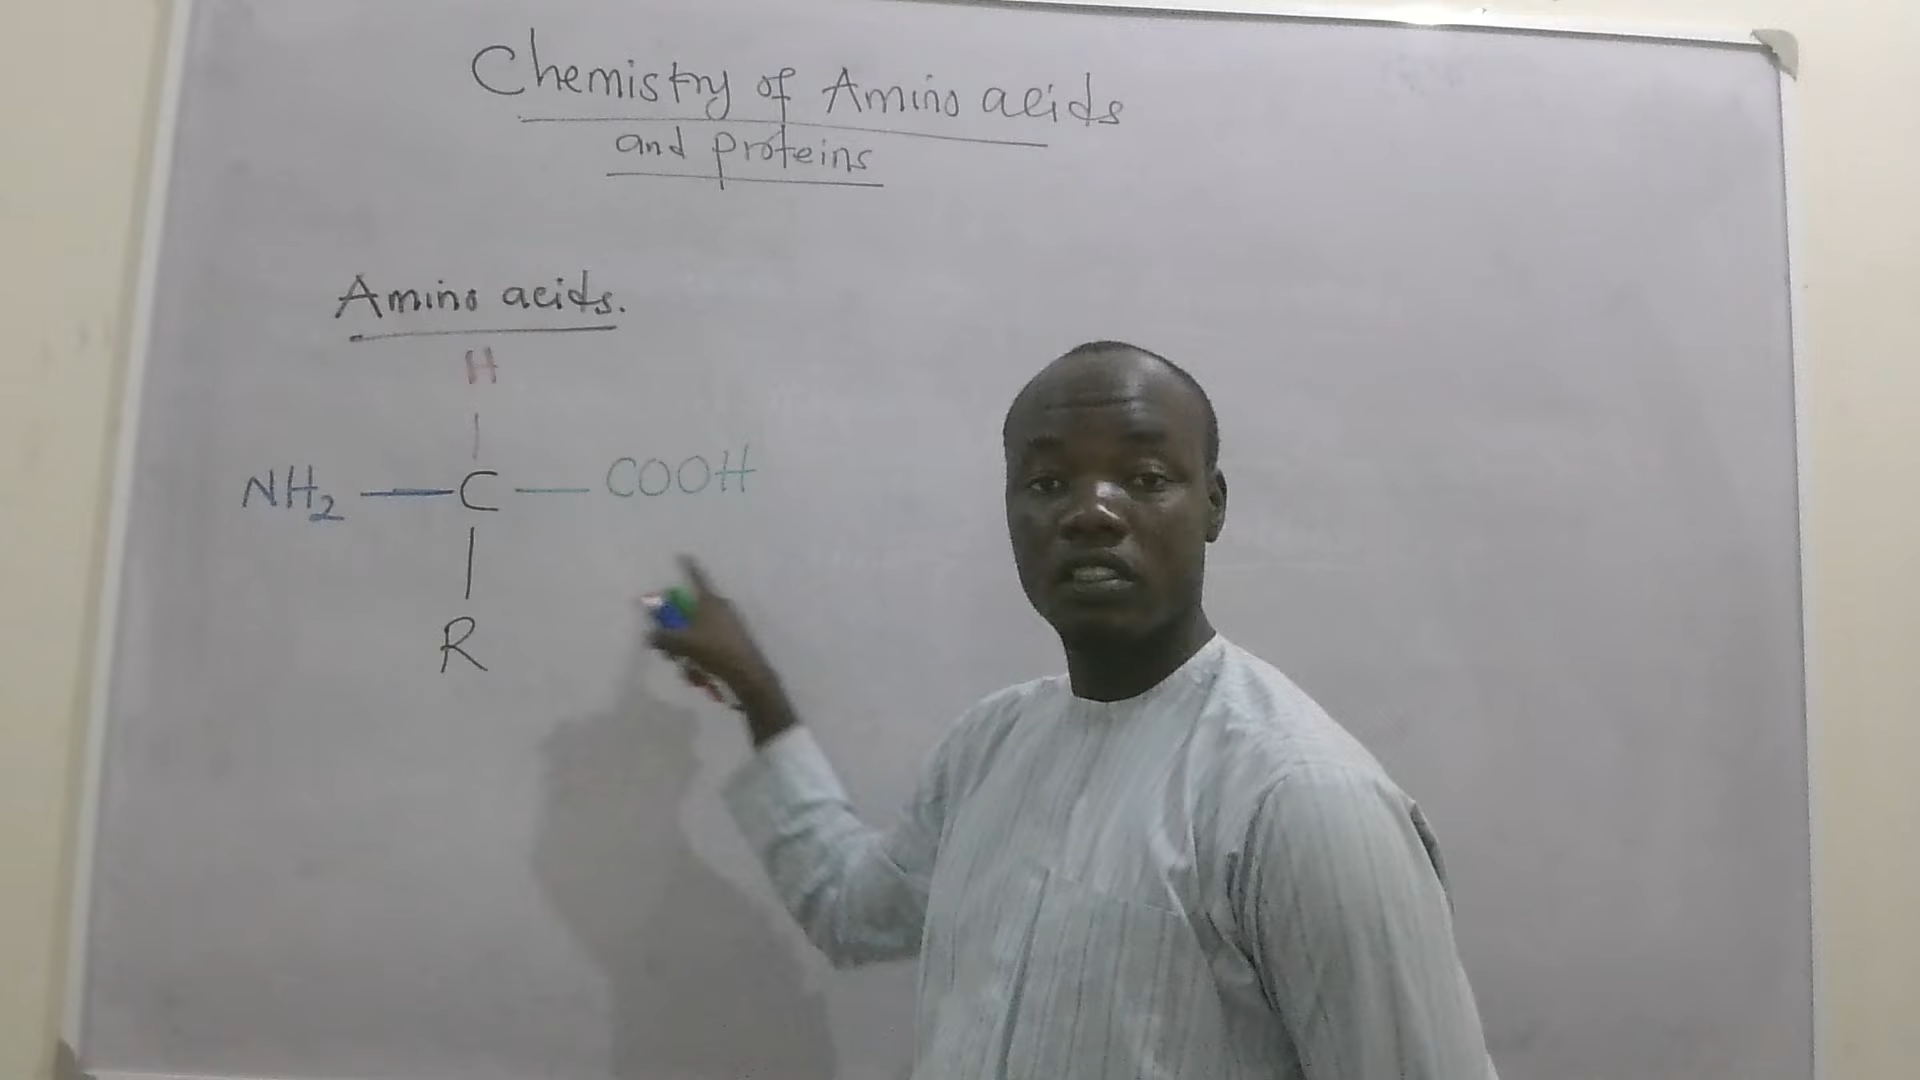 Chemistry of Amino acids
and proteins
Amino acids.
H
NH2 — C — COOH
R